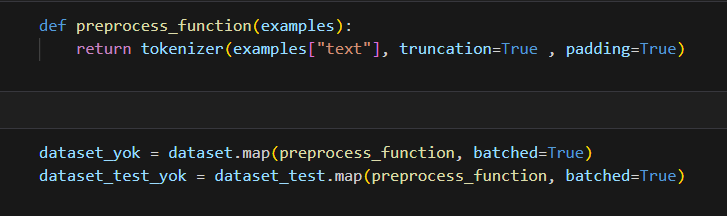 def preprocess_function(examples):
    return tokenizer(examples["text"], truncation=True , padding=True)
dataset_yok = dataset.map(preprocess_function, batched=True)
dataset_test_yok = dataset_test.map(preprocess_function, batched=True)